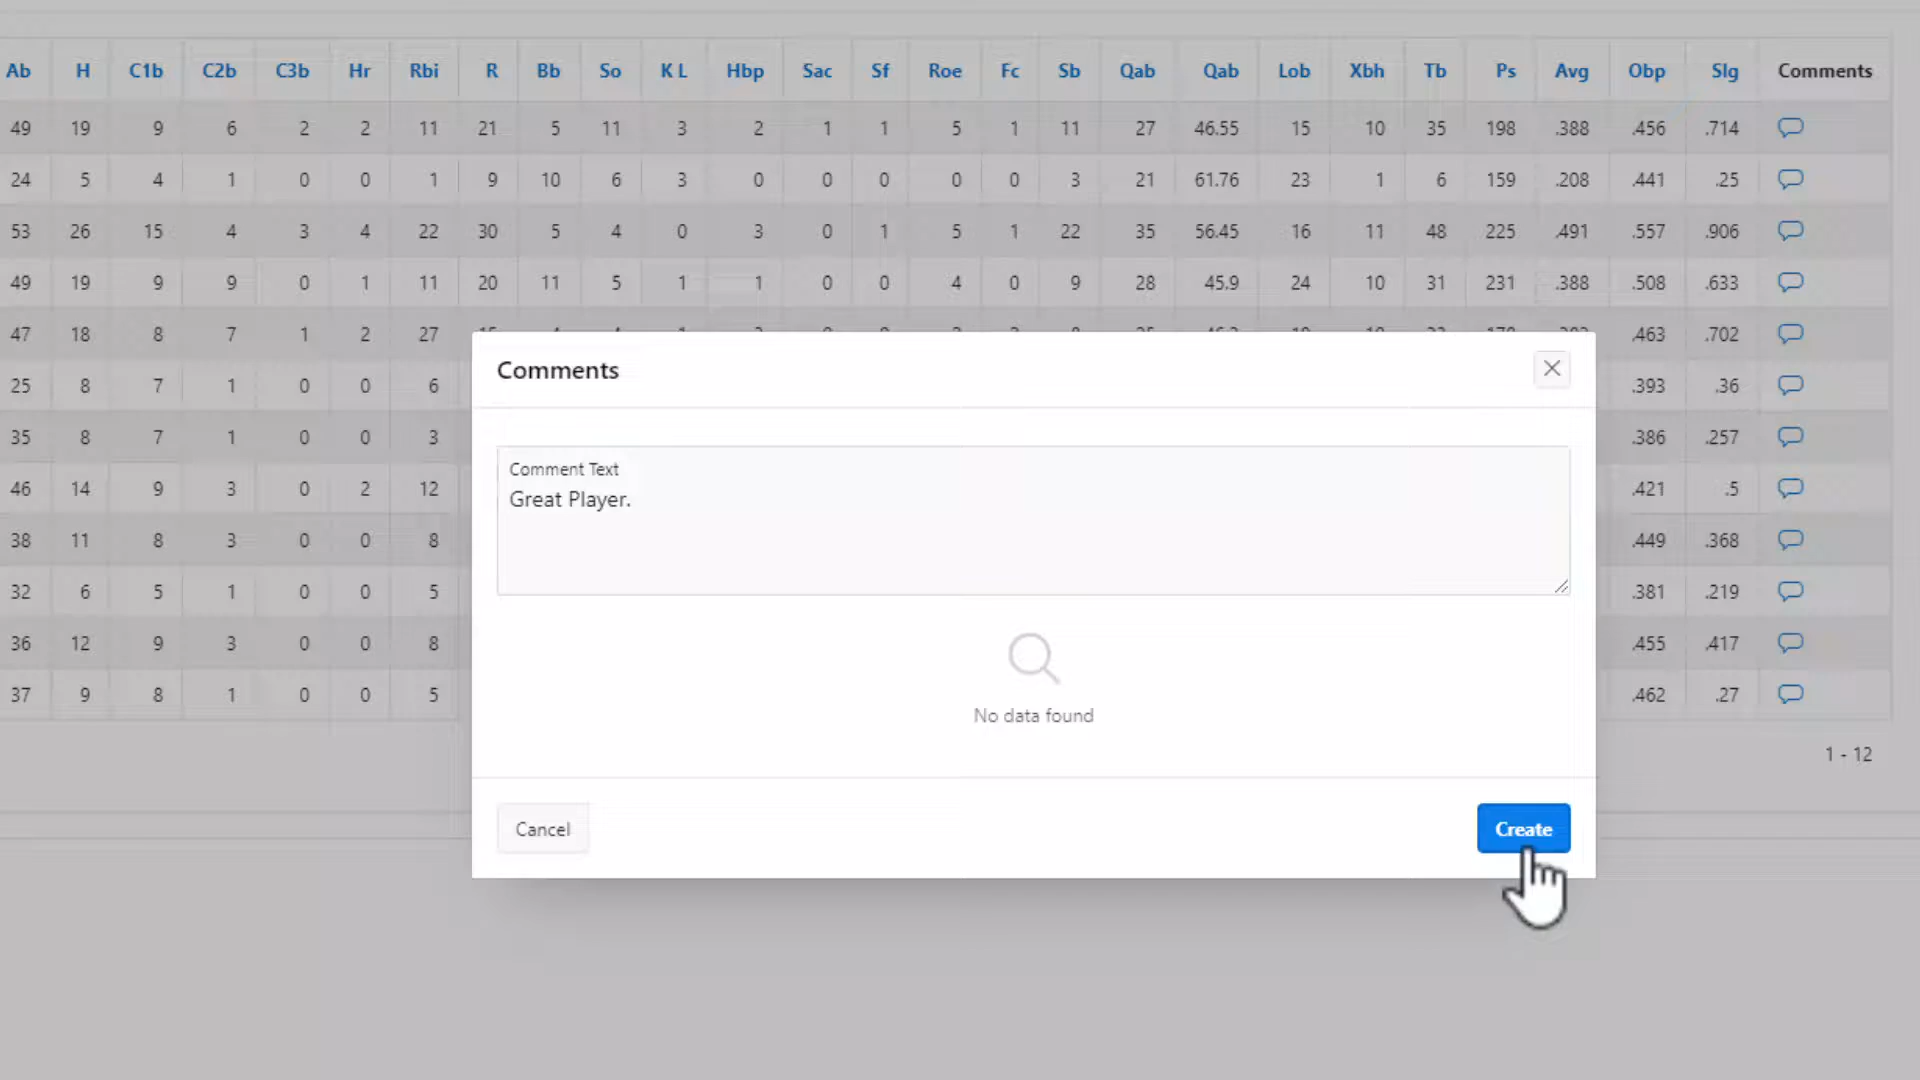 Ab H C1b C2b C3b Hr Rbi R Bb So K L Hbp Sac Sf Roe Fc Sb Qab Qab Lob Xbh Tb Ps Avg Obp Slg Comments
49 19 9 6 2 2 11 21 5 11 3 2 1 1 5 1 11 27 46.55 15 10 35 198 .388 .456 .714
24 5 4 1 0 0 1 9 10 6 3 0 0 0 0 0 3 21 61.76 23 1 6 159 .208 .441 .25
53 26 15 4 3 4 22 30 5 4 0 3 0 1 5 1 22 35 56.45 16 11 48 225 .491 .557 .906
49 19 9 9 0 1 11 20 11 5 1 1 0 0 4 0 9 28 45.9 24 10 31 231 .388 .508 .633
47 18 8 7 1 2 27 .463 .702
Comments
25 8 7 1 0 0 6 .393 .36
35 8 7 1 0 0 3 .386 .257
Comment Text
46 14 9 3 0 2 12 .421 .5
Great Player.
38 11 8 3 0 0 8 .449 .368
32 6 5 1 0 0 5 .381 .219
36 12 9 3 0 0 8 .455 .417
37 9 8 1 0 0 5 .462 .27
No data found
1 - 12
Cancel Create